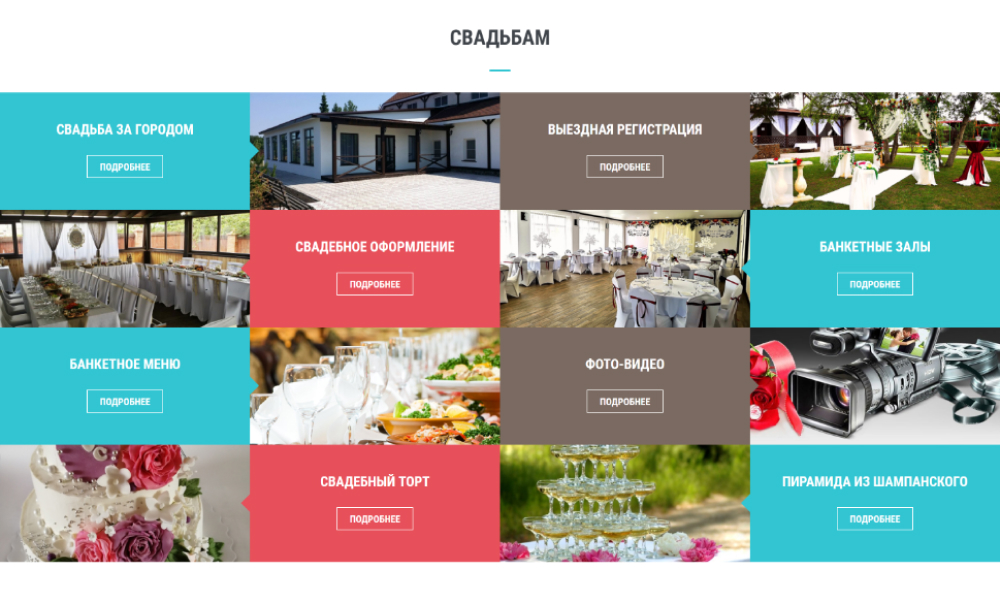 СВАДЬБАМ
СВАДЬБА ЗА ГОРОДОМ
ПОДРОБНЕЕ
ВЫЕЗДНАЯ РЕГИСТРАЦИЯ
ПОДРОБНЕЕ
СВАДЕБНОЕ ОФОРМЛЕНИЕ
ПОДРОБНЕЕ
БАНКЕТНЫЕ ЗАЛЫ
ПОДРОБНЕЕ
БАНКЕТНОЕ МЕНЮ
ПОДРОБНЕЕ
ФОТО-ВИДЕО
ПОДРОБНЕЕ
СВАДЕБНЫЙ ТОРТ
ПОДРОБНЕЕ
ПИРАМИДА ИЗ ШАМПАНСКОГО
ПОДРОБНЕЕ